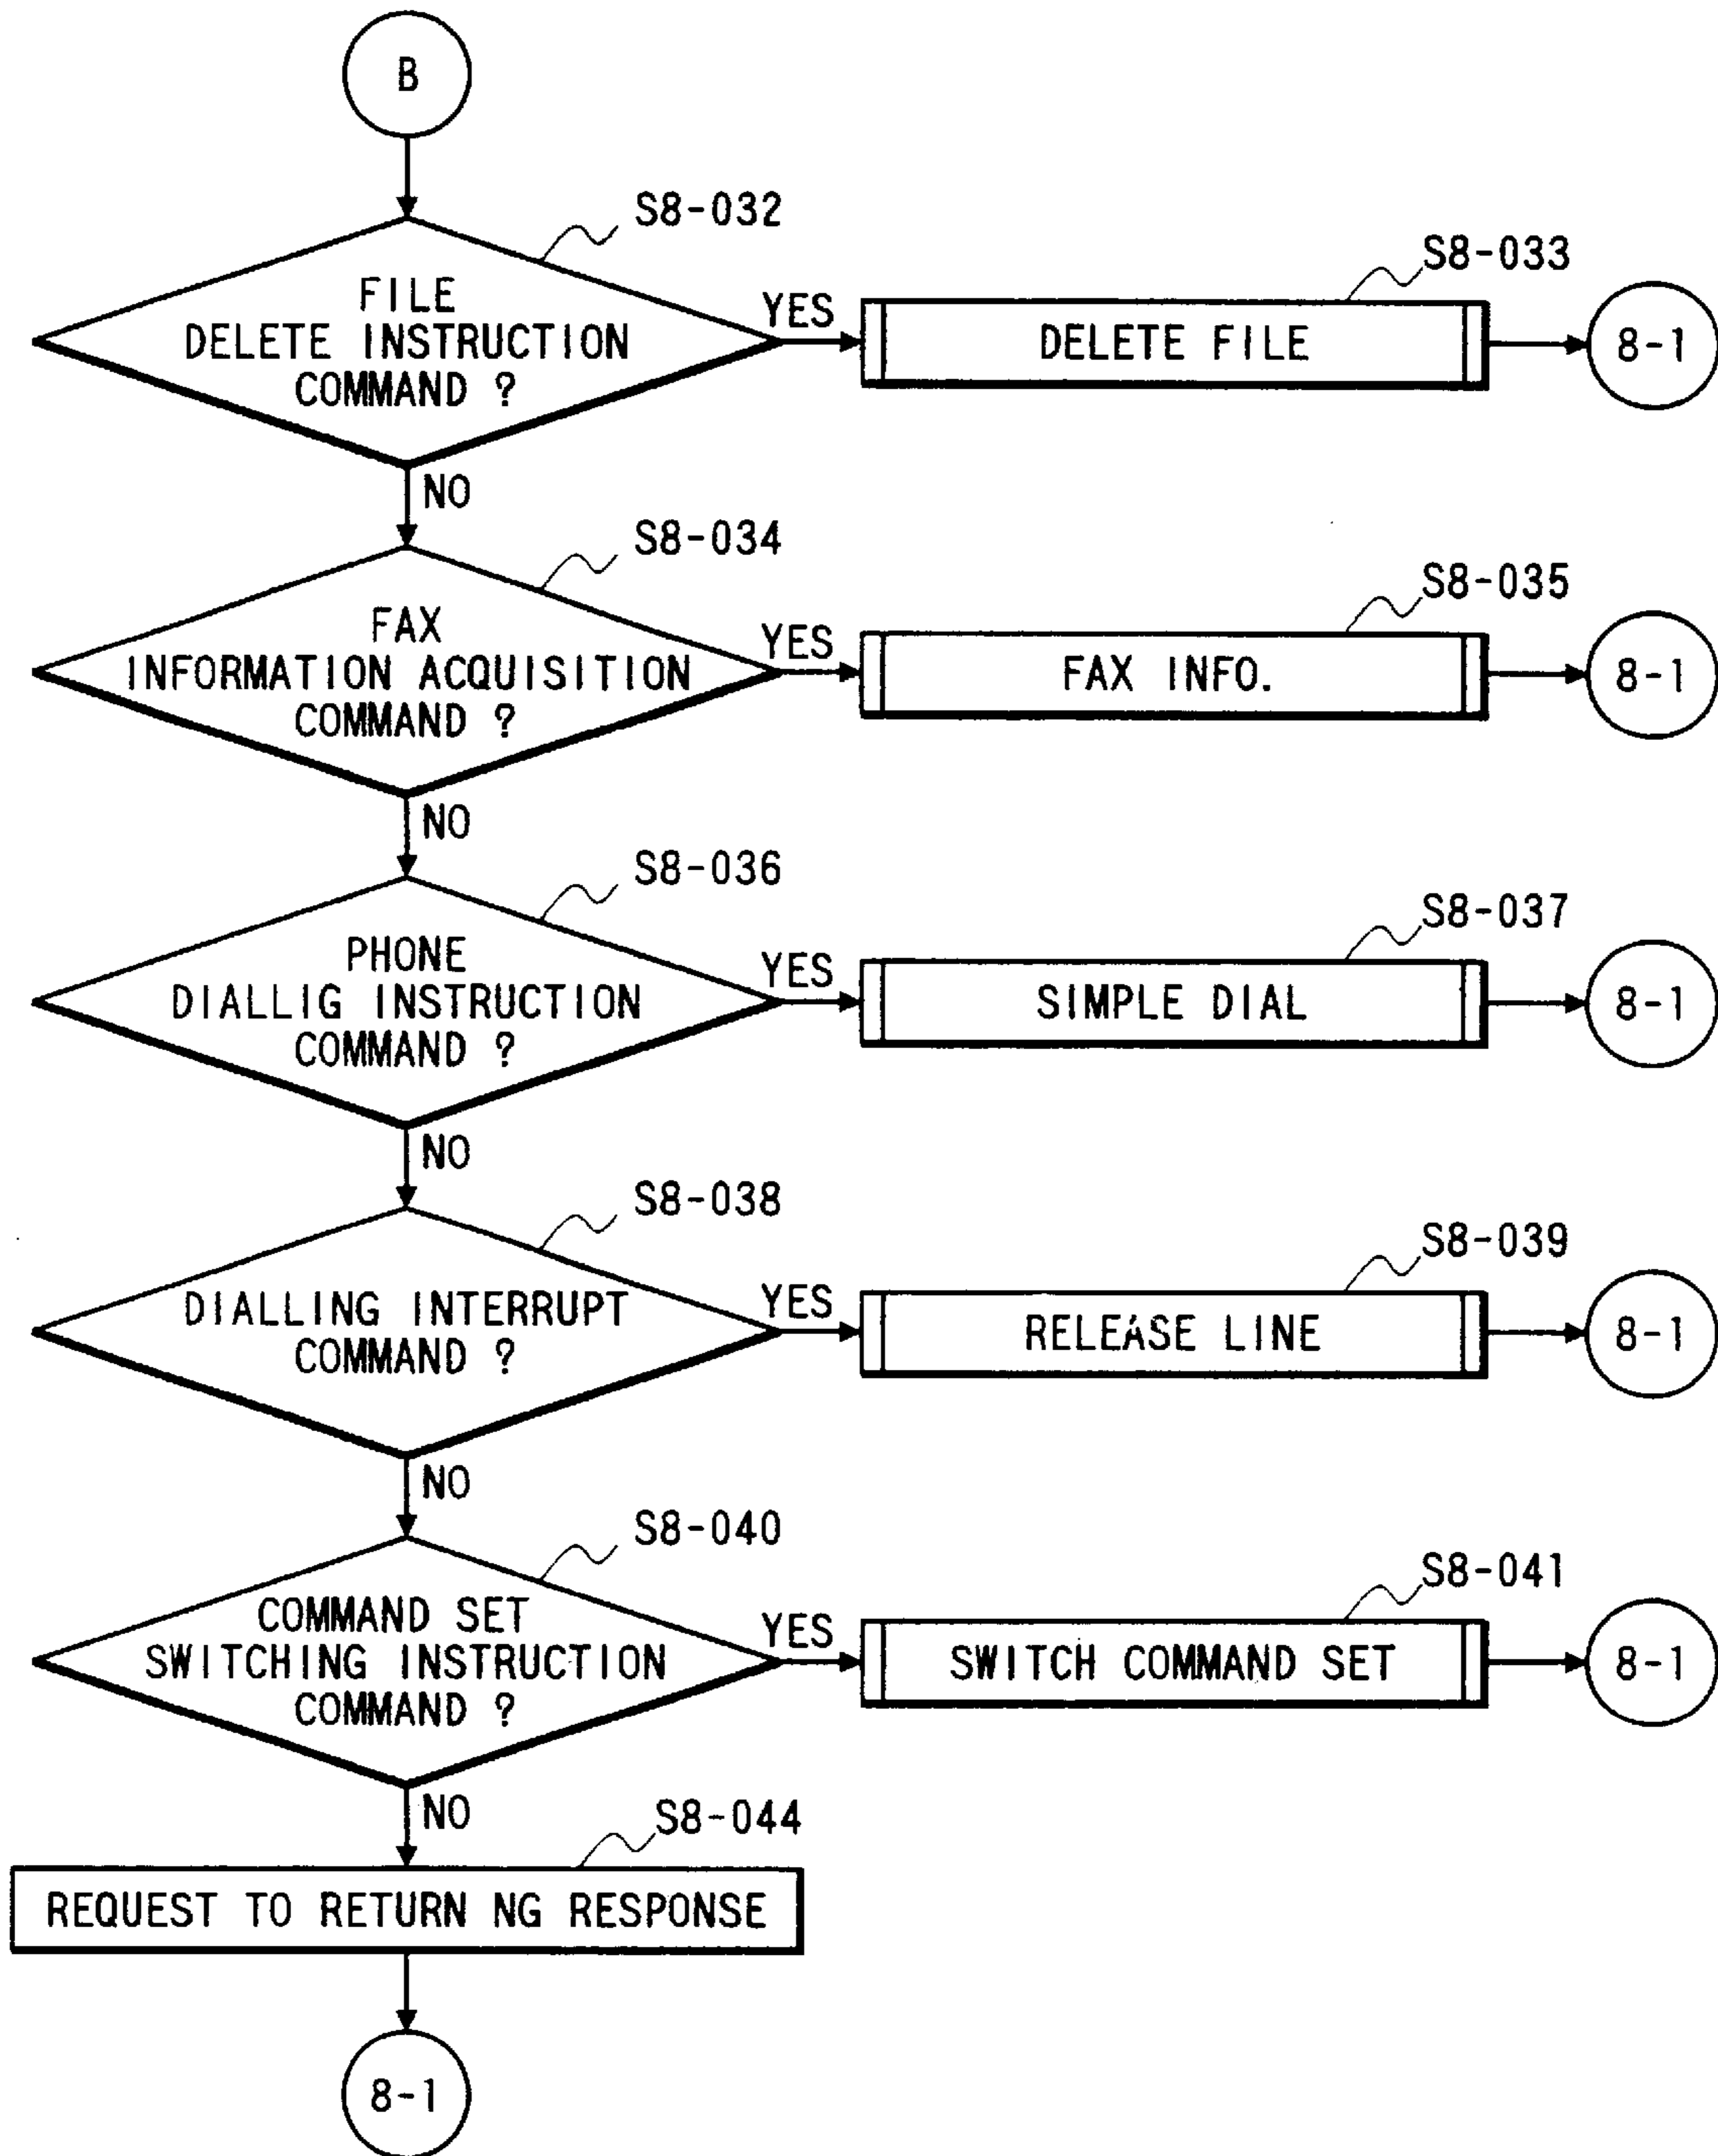 B
S8-032
FILE
DELETE INSTRUCTION
COMMAND ?
YES
S8-033
DELETE FILE
8-1
NO
S8-034
FAX
INFORMATION ACQUISITION
COMMAND ?
YES
S8-035
FAX INFO.
8-1
NO
S8-036
PHONE
DIALLIG INSTRUCTION
COMMAND ?
YES
S8-037
SIMPLE DIAL
8-1
NO
S8-038
DIALLING INTERRUPT
COMMAND ?
YES
S8-039
RELEASE LINE
8-1
NO
S8-040
COMMAND SET
SWITCHING INSTRUCTION
COMMAND ?
YES
S8-041
SWITCH COMMAND SET
8-1
NO
S8-044
REQUEST TO RETURN NG RESPONSE
8-1